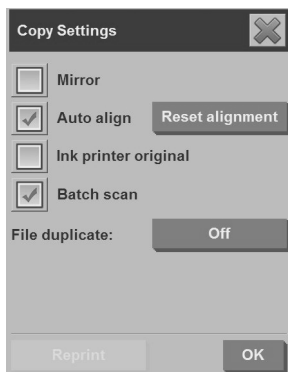 Copy Settings
Mirror
Auto align Reset alignment
Ink printer original
Batch scan
File duplicate: Off
Reprint OK